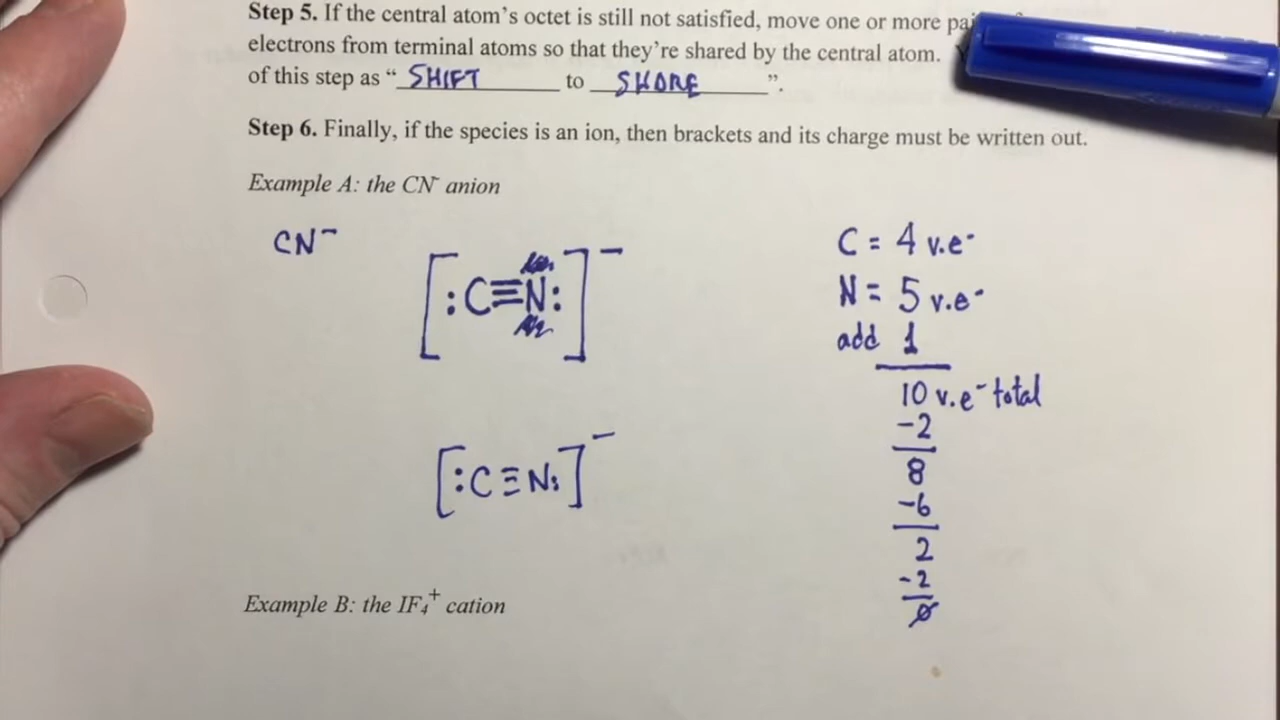 Step 5. If the central atom's octet is still not satisfied, move one or more
electrons from terminal atoms so that they're shared by the central atom.
of this step as " SHIFT to SHARE ".
Step 6. Finally, if the species is an ion, then brackets and its charge must be written out.
Example A: the CN⁻ anion
CN⁻
[:C≡N:]⁻
[:C≡N:]⁻
C = 4 v.e⁻
N = 5 v.e⁻
add 1
10 v.e⁻ total
-2
8
-6
2
-2
0
Example B: the IF₄⁺ cation